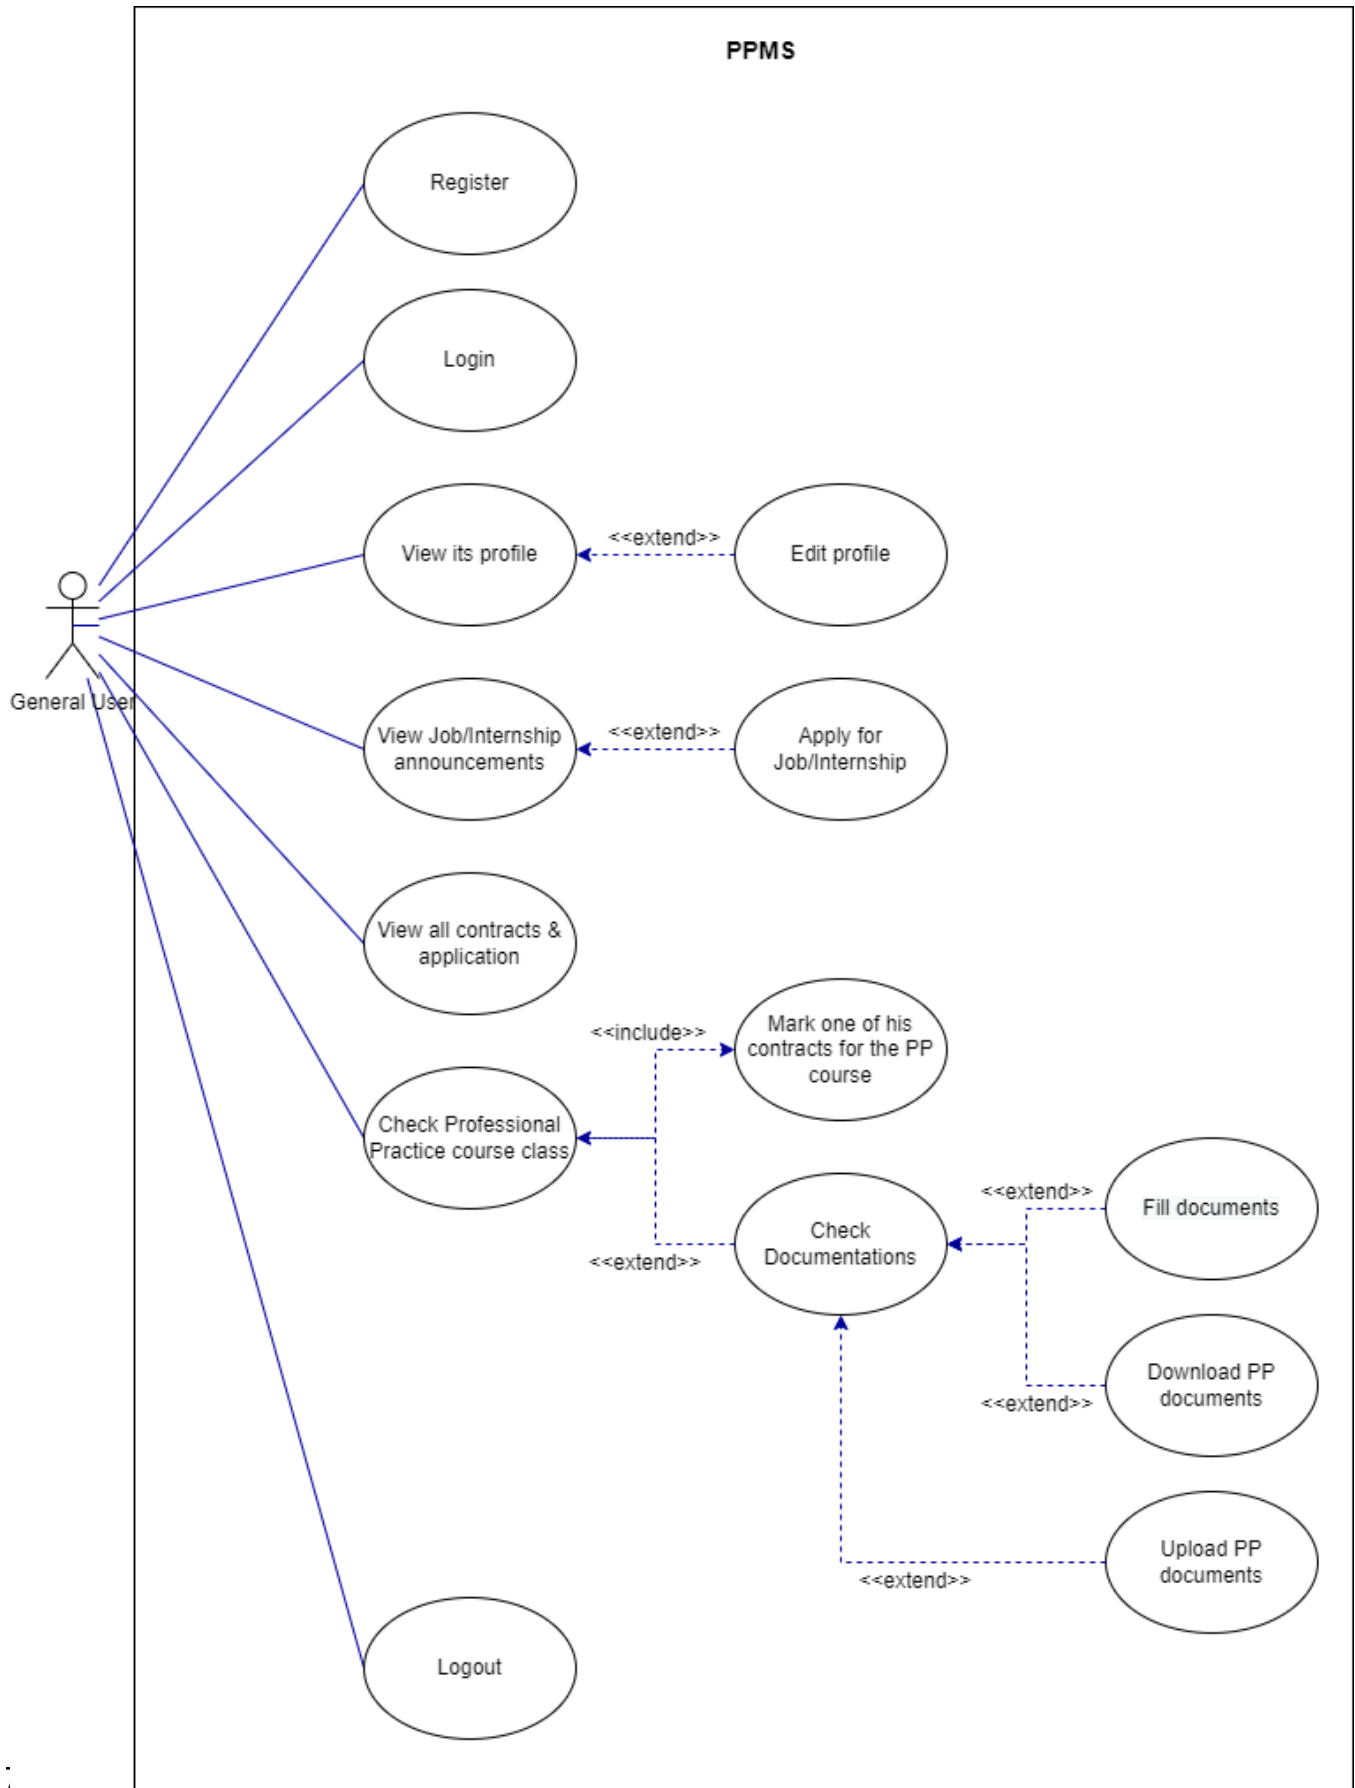 PPMS
Register
Login
View its profile
<<extend>>
Edit profile
General User
View Job/Internship
announcements
<<extend>>
Apply for
Job/Internship
View all contracts &
application
<<include>>
Mark one of his
contracts for the PP
course
Check Professional
Practice course class
<<extend>>
Check
Documentations
<<extend>>
Fill documents
<<extend>>
Download PP
documents
<<extend>>
Upload PP
documents
Logout